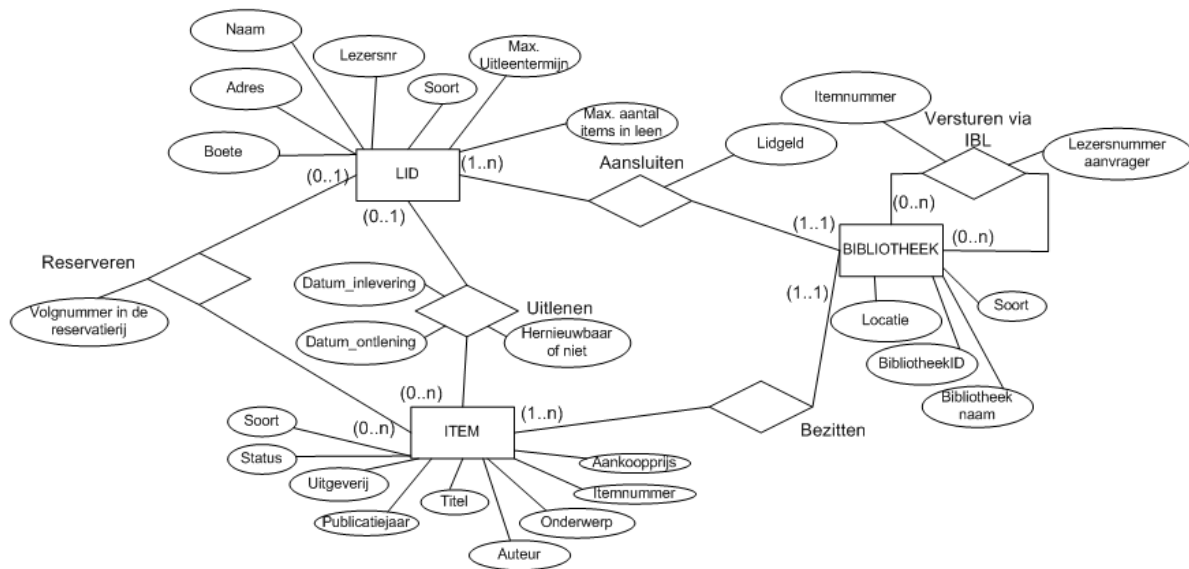 Naam
Lezersnr
Max.
Uitleentermijn
Adres
Soort
Max. aantal
items in leen
Boete
LID
(0..1)
(1..n)
(0..1)
Aansluiten
Lidgeld
Itemnummer
Versturen via
IBL
Lezersnummer
aanvrager
(0..n)
(0..n)
(1..1)
BIBLIOTHEEK
(1..1)
Soort
Locatie
BibliotheekID
Bibliotheek
naam
Reserveren
Volgnummer in de
reservatierij
Datum_inlevering
Uitlenen
Datum_ontlening
Hernieuwbaar
of niet
(0..n)
(0..n)
(1..n)
ITEM
Bezitten
Soort
Status
Uitgeverij
Publicatiejaar
Titel
Auteur
Onderwerp
Itemnummer
Aankoopprijs